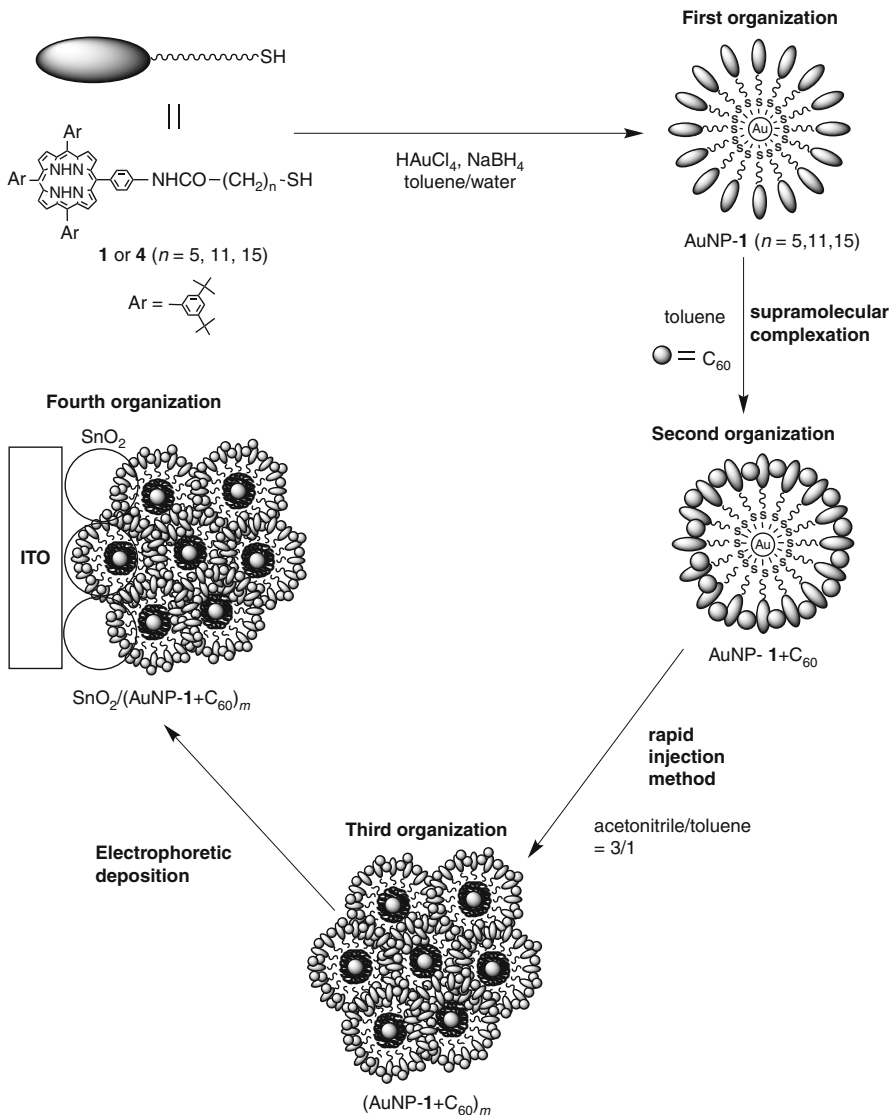 First organization
SH
||
Ar
Ar
NHN
NHN
Ar
NHCO–(CH₂)ₙ-SH
1 or 4 (n = 5, 11, 15)
Ar =
HAuCl₄, NaBH₄
toluene/water
S S S S S S S S S S S S S S S S
Au
AuNP-1 (n = 5,11,15)
toluene
= C₆₀
supramolecular
complexation
Second organization
S S S S S S S S S S S S S S S S
Au
AuNP- 1+C₆₀
rapid
injection
method
acetonitrile/toluene
= 3/1
Third organization
(AuNP-1+C₆₀)ₘ
Electrophoretic
deposition
Fourth organization
SnO₂
ITO
SnO₂/(AuNP-1+C₆₀)ₘ